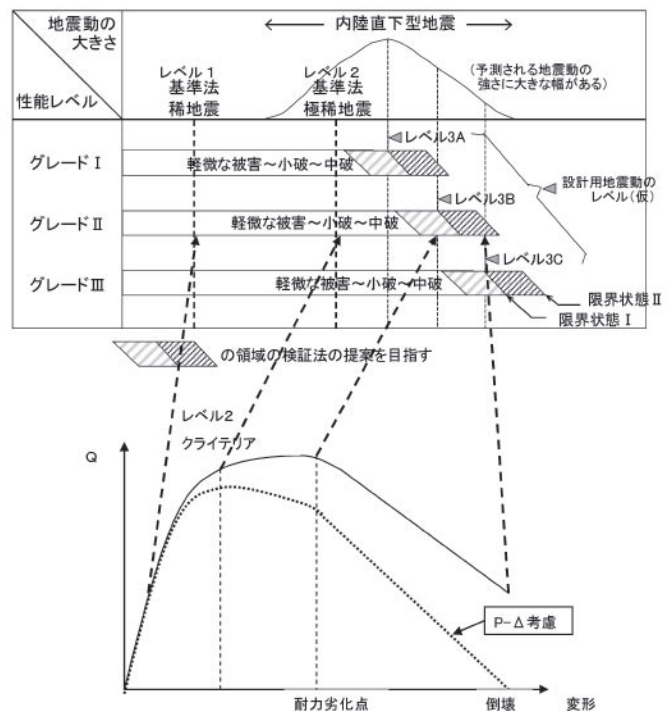 地震動の
大きさ
性能レベル
内陸直下型地震
レベル1
基準法
稀地震
レベル2
基準法
極稀地震
(予測される地震動の
強さに大きな幅がある)
レベル3A
グレードⅠ
軽微な被害～小破～中破
設計用地震動の
レベル(仮)
レベル3B
グレードⅡ
軽微な被害～小破～中破
レベル3C
グレードⅢ
軽微な被害～小破～中破
限界状態Ⅱ
限界状態Ⅰ
の領域の検証法の提案を目指す
レベル2
クライテリア
Q
P-Δ考慮
耐力劣化点
倒壊
変形